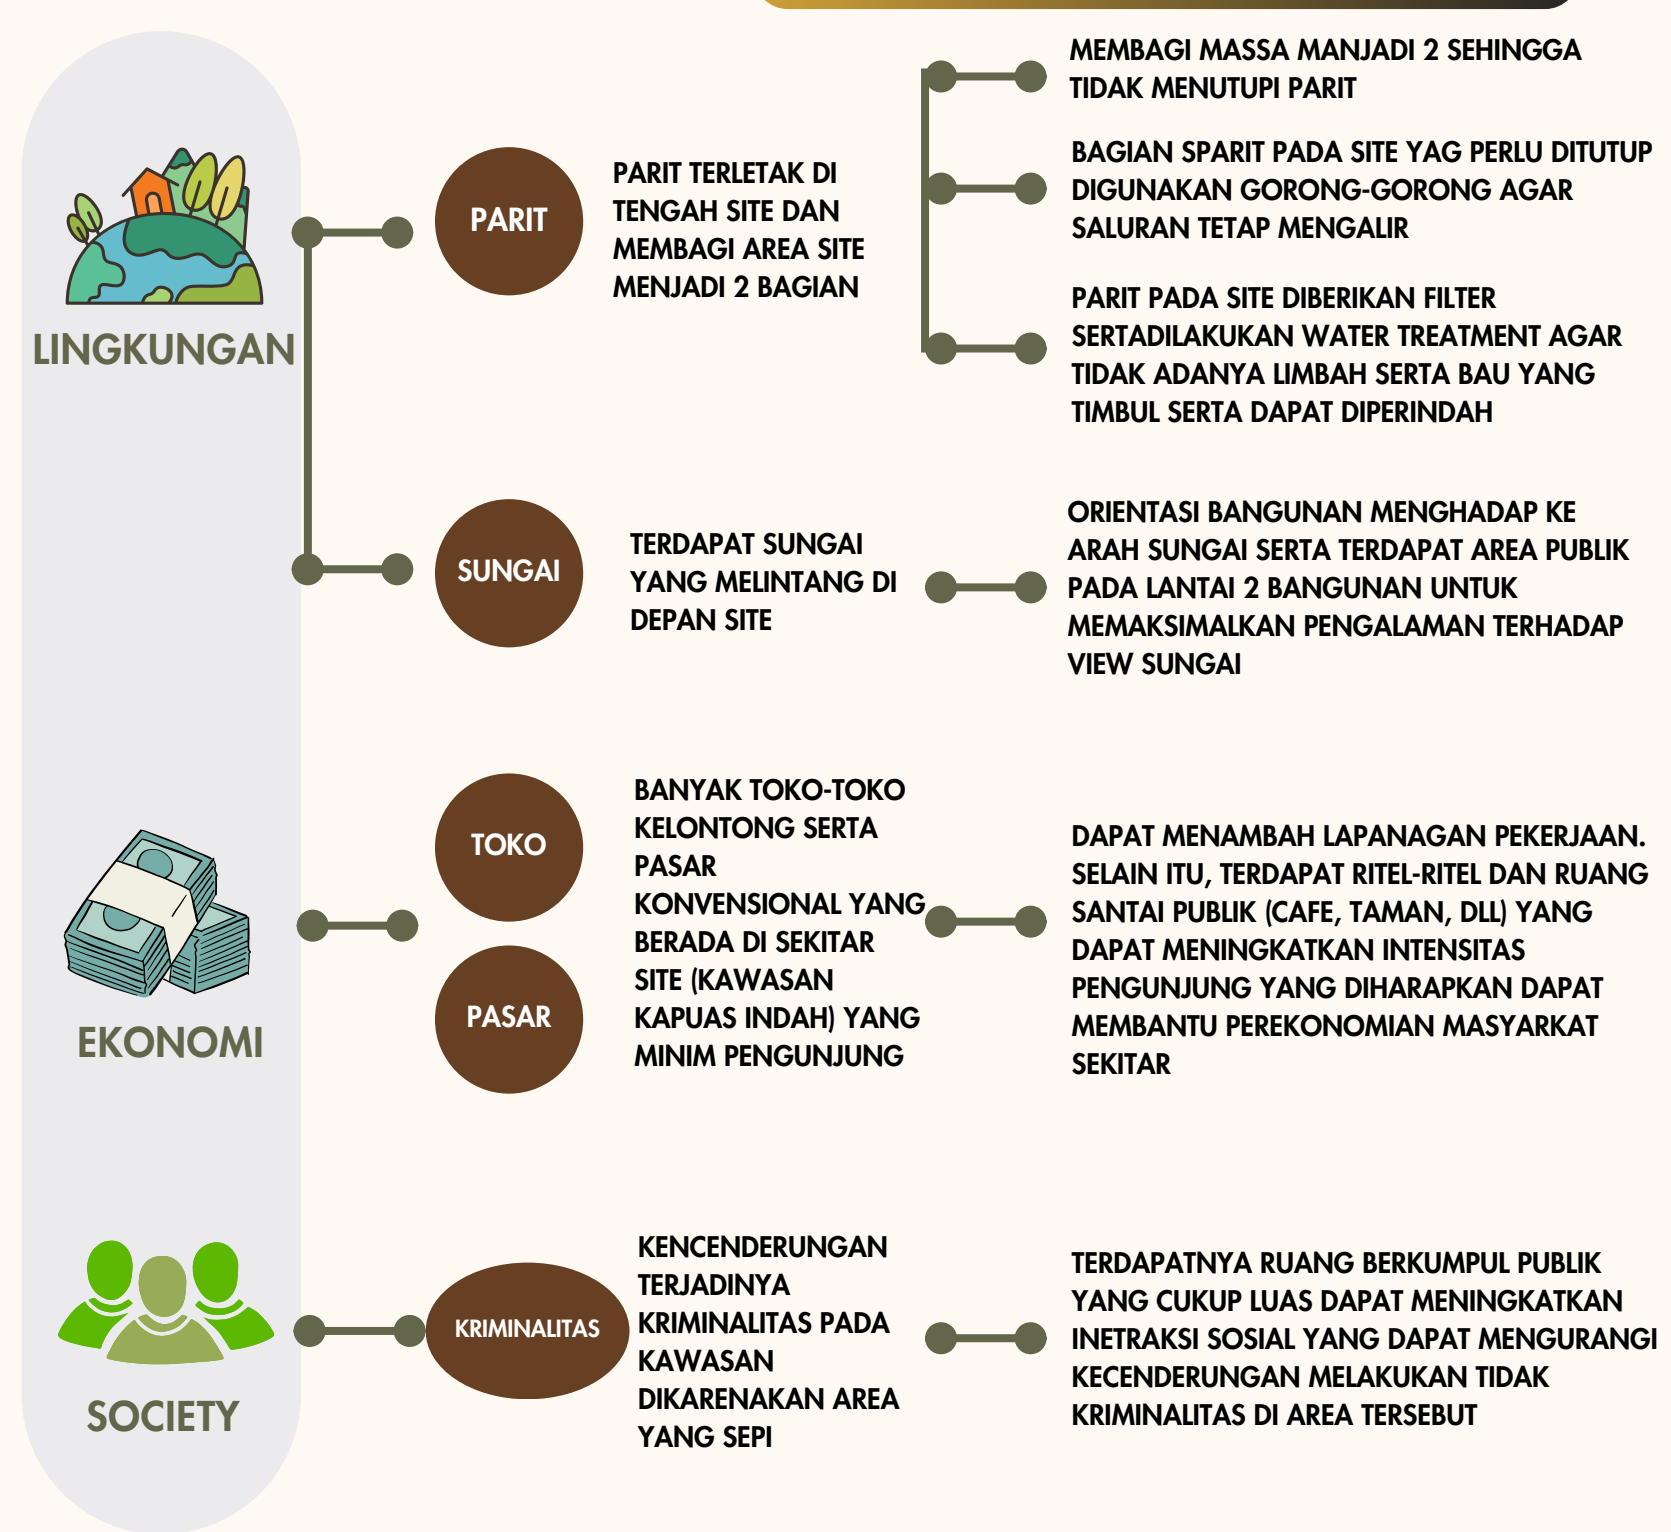 LINGKUNGAN
PARIT
PARIT TERLETAK DI
TENGAH SITE DAN
MEMBAGI AREA SITE
MENJADI 2 BAGIAN
MEMBAGI MASSA MANJADI 2 SEHINGGA
TIDAK MENUTUPI PARIT
BAGIAN SPARIT PADA SITE YAG PERLU DITUTUP
DIGUNAKAN GORONG-GORONG AGAR
SALURAN TETAP MENGALIR
PARIT PADA SITE DIBERIKAN FILTER
SERTADILAKUKAN WATER TREATMENT AGAR
TIDAK ADANYA LIMBAH SERTA BAU YANG
TIMBUL SERTA DAPAT DIPERINDAH
SUNGAI
TERDAPAT SUNGAI
YANG MELINTANG DI
DEPAN SITE
ORIENTASI BANGUNAN MENGHADAP KE
ARAH SUNGAI SERTA TERDAPAT AREA PUBLIK
PADA LANTAI 2 BANGUNAN UNTUK
MEMAKSIMALKAN PENGALAMAN TERHADAP
VIEW SUNGAI
EKONOMI
TOKO
PASAR
BANYAK TOKO-TOKO
KELONTONG SERTA
PASAR
KONVENSIONAL YANG
BERADA DI SEKITAR
SITE (KAWASAN
KAPUAS INDAH) YANG
MINIM PENGUNJUNG
DAPAT MENAMBAH LAPANAGAN PEKERJAAN.
SELAIN ITU, TERDAPAT RITEL-RITEL DAN RUANG
SANTAI PUBLIK (CAFE, TAMAN, DLL) YANG
DAPAT MENINGKATKAN INTENSITAS
PENGUNJUNG YANG DIHARAPKAN DAPAT
MEMBANTU PEREKONOMIAN MASYARKAT
SEKITAR
SOCIETY
KRIMINALITAS
KENCENDERUNGAN
TERJADINYA
KRIMINALITAS PADA
KAWASAN
DIKARENAKAN AREA
YANG SEPI
TERDAPATNYA RUANG BERKUMPUL PUBLIK
YANG CUKUP LUAS DAPAT MENINGKATKAN
INETRAKSI SOSIAL YANG DAPAT MENGURANGI
KECENDERUNGAN MELAKUKAN TIDAK
KRIMINALITAS DI AREA TERSEBUT